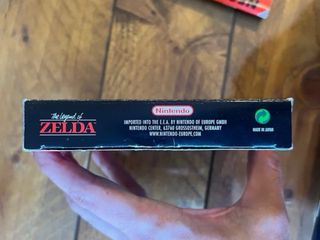 The Legend of
ZELDA
Nintendo
IMPORTED INTO THE E.E.A. BY NINTENDO OF EUROPE GMBH
NINTENDO CENTER, 63760 GROSSOSTHEIM, GERMANY
WWW.NINTENDO-EUROPE.COM
MADE IN JAPAN